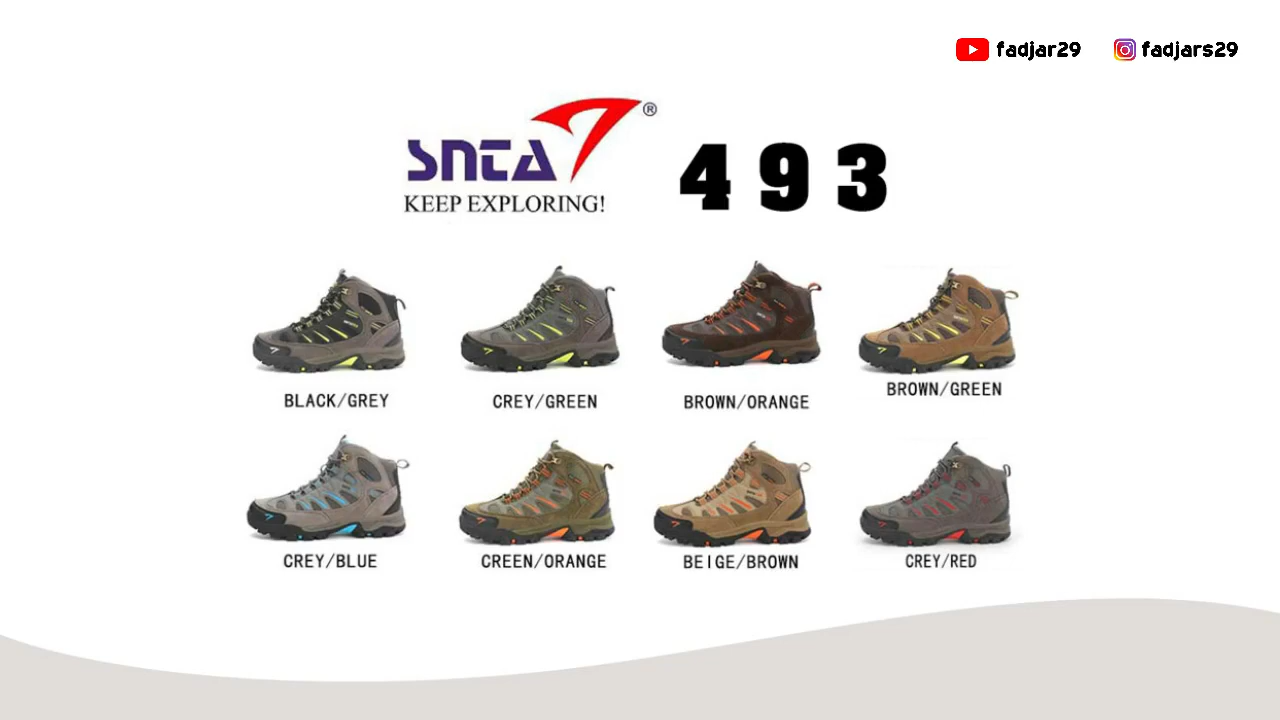 fadjar29 fadjars29
SNTA ®
KEEP EXPLORING!
493
BLACK/GREY CREY/GREEN BROWN/ORANGE BROWN/GREEN
CREY/BLUE CREEN/ORANGE BEIGE/BROWN CREY/RED